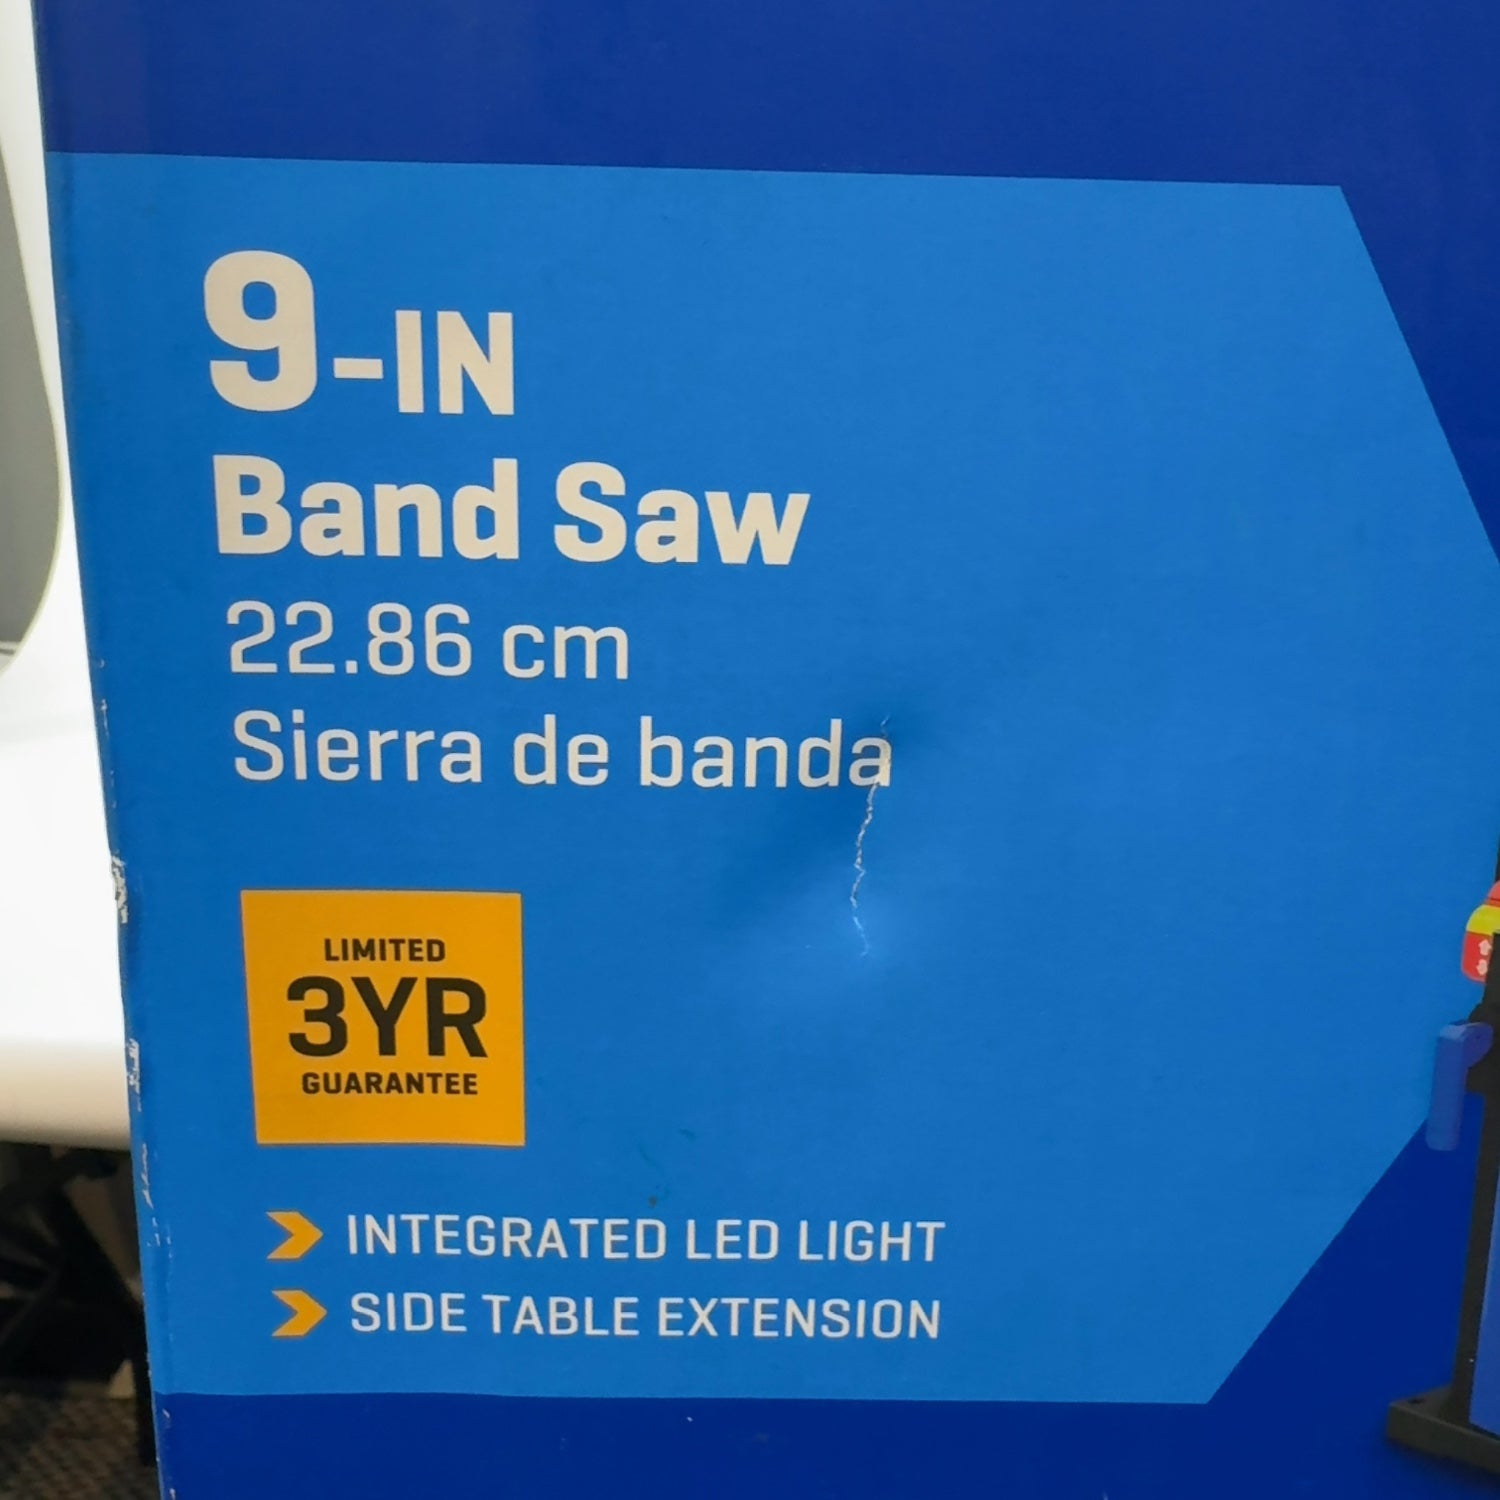 9-IN
Band Saw
22.86 cm
Sierra de banda
LIMITED
3YR
GUARANTEE
INTEGRATED LED LIGHT
SIDE TABLE EXTENSION